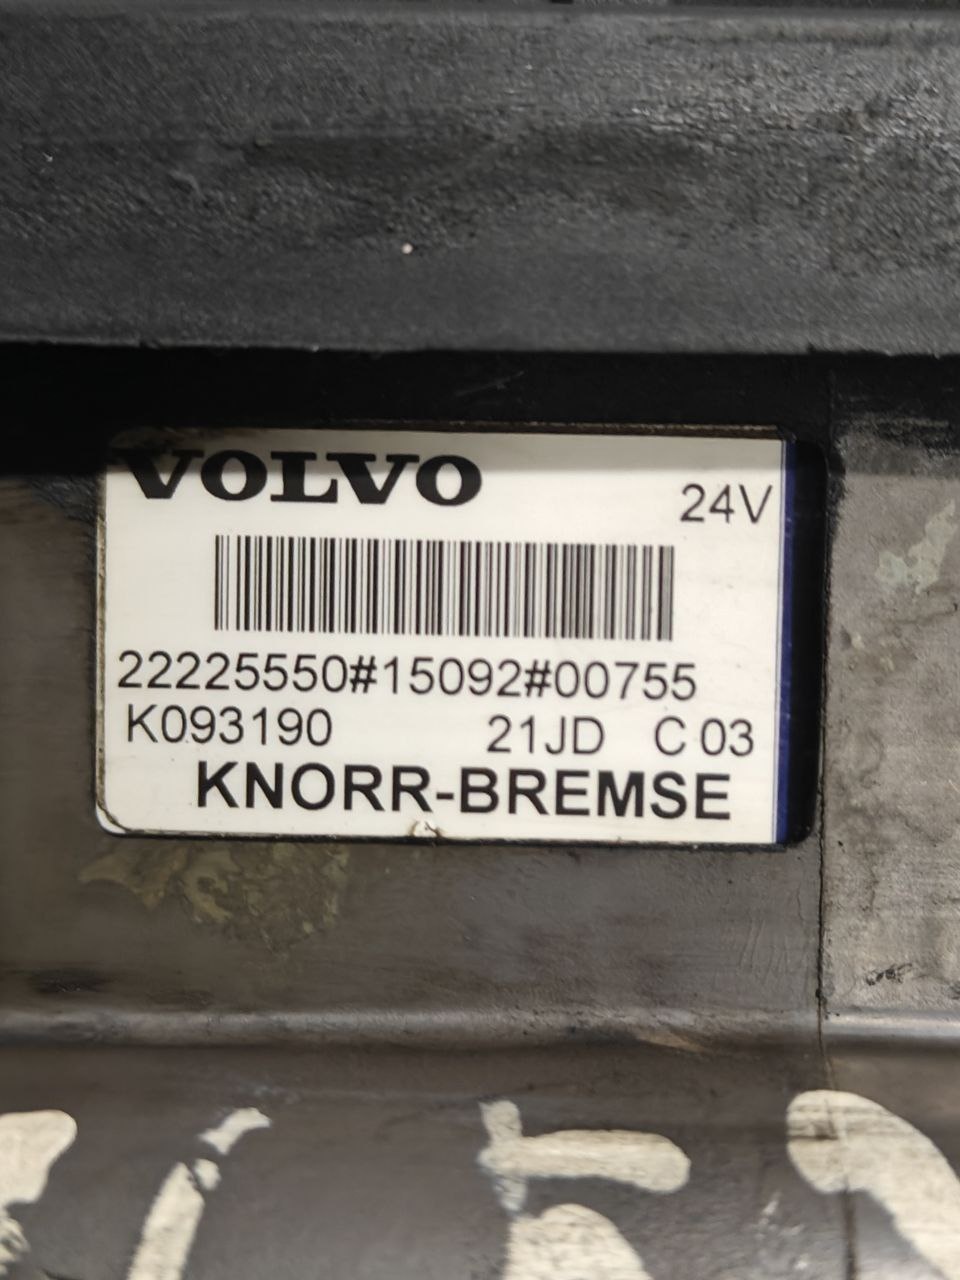 VOLVO
24V
22225550#15092#00755
K093190 21JD C 03
KNORR-BREMSE